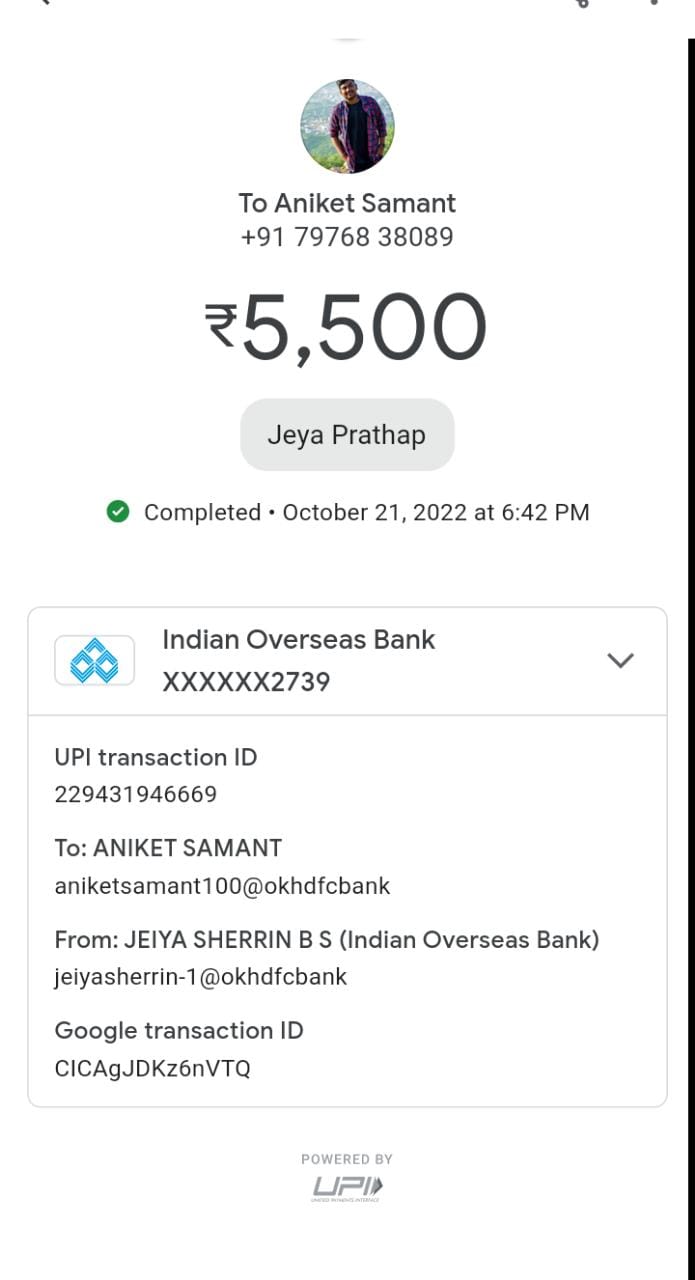 To Aniket Samant
+91 79768 38089
₹5,500
Jeya Prathap
Completed • October 21, 2022 at 6:42 PM
Indian Overseas Bank
XXXXXX2739
UPI transaction ID
229431946669
To: ANIKET SAMANT
aniketsamant100@okhdfcbank
From: JEIYA SHERRIN B S (Indian Overseas Bank)
jeiyasherrin-1@okhdfcbank
Google transaction ID
CICAgJDKz6nVTQ
POWERED BY
UPI
UNIFIED PAYMENTS INTERFACE